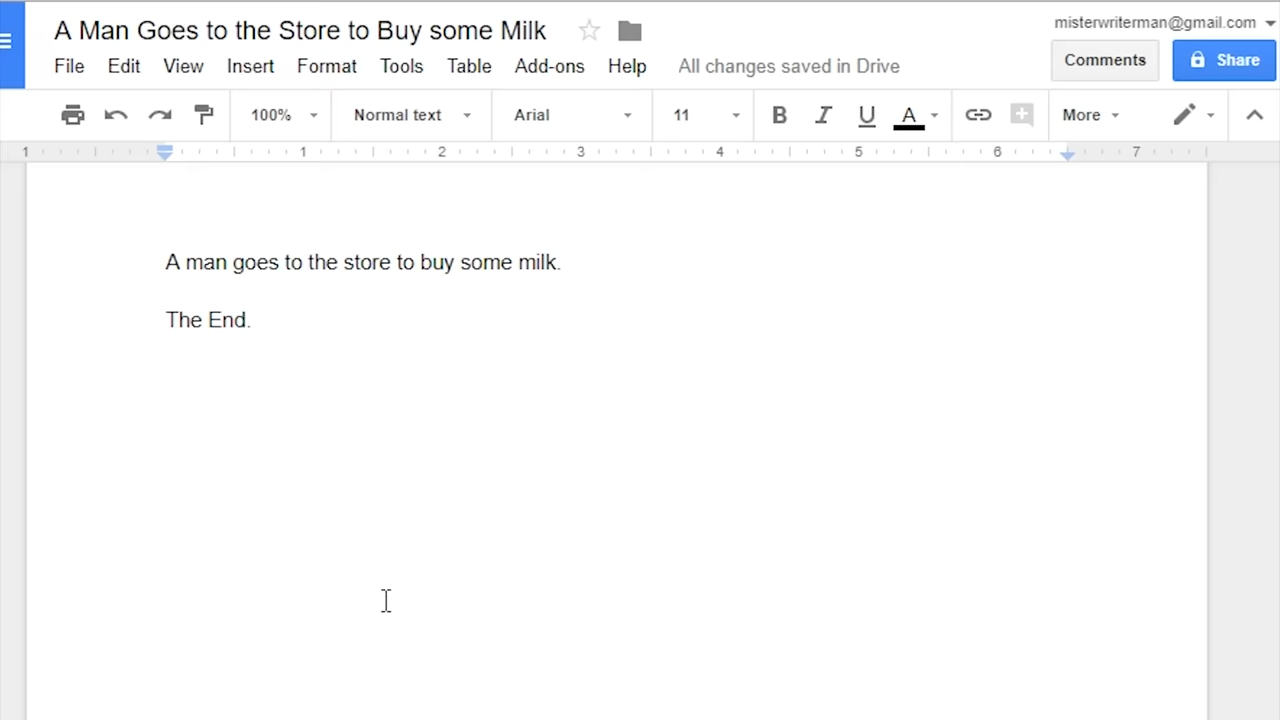 A Man Goes to the Store to Buy some Milk
misterwriterman@gmail.com
File Edit View Insert Format Tools Table Add-ons Help All changes saved in Drive
Comments Share
100% Normal text Arial 11 B I U A More
1 1 2 3 4 5 6 7
A man goes to the store to buy some milk.
The End.